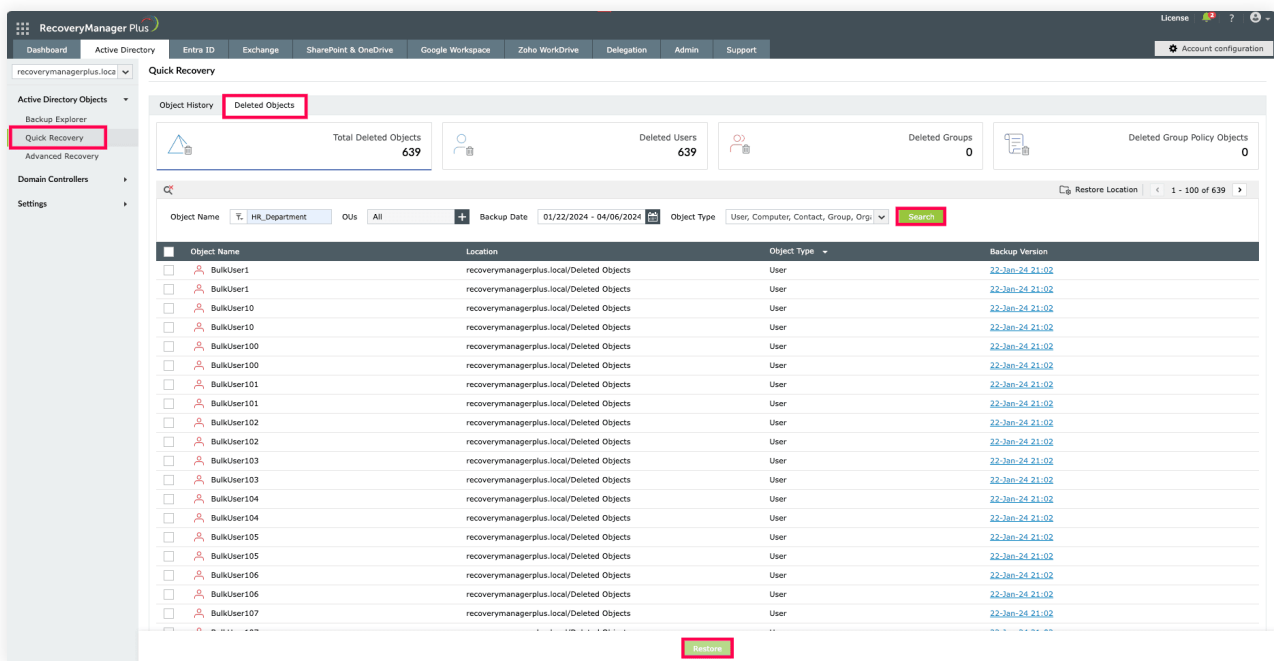 License 2 ?
RecoveryManager Plus
Dashboard Active Directory Entra ID Exchange SharePoint & OneDrive Google Workspace Zoho WorkDrive Delegation Admin Support Account configuration
recoverymanagerplus.loca
Quick Recovery
Active Directory Objects
Backup Explorer
Quick Recovery
Advanced Recovery
Domain Controllers
Settings
Object History Deleted Objects
Total Deleted Objects
639
Deleted Users
639
Deleted Groups
0
Deleted Group Policy Objects
0
Restore Location 1 - 100 of 639
Object Name HR_Department OUs All Backup Date 01/22/2024 - 04/06/2024 Object Type User, Computer, Contact, Group, Orga Search
Object Name Location Object Type Backup Version
BulkUser1 recoverymanagerplus.local/Deleted Objects User 22-Jan-24 21:02
BulkUser1 recoverymanagerplus.local/Deleted Objects User 22-Jan-24 21:02
BulkUser10 recoverymanagerplus.local/Deleted Objects User 22-Jan-24 21:02
BulkUser10 recoverymanagerplus.local/Deleted Objects User 22-Jan-24 21:02
BulkUser100 recoverymanagerplus.local/Deleted Objects User 22-Jan-24 21:02
BulkUser100 recoverymanagerplus.local/Deleted Objects User 22-Jan-24 21:02
BulkUser101 recoverymanagerplus.local/Deleted Objects User 22-Jan-24 21:02
BulkUser101 recoverymanagerplus.local/Deleted Objects User 22-Jan-24 21:02
BulkUser102 recoverymanagerplus.local/Deleted Objects User 22-Jan-24 21:02
BulkUser102 recoverymanagerplus.local/Deleted Objects User 22-Jan-24 21:02
BulkUser103 recoverymanagerplus.local/Deleted Objects User 22-Jan-24 21:02
BulkUser103 recoverymanagerplus.local/Deleted Objects User 22-Jan-24 21:02
BulkUser104 recoverymanagerplus.local/Deleted Objects User 22-Jan-24 21:02
BulkUser104 recoverymanagerplus.local/Deleted Objects User 22-Jan-24 21:02
BulkUser105 recoverymanagerplus.local/Deleted Objects User 22-Jan-24 21:02
BulkUser105 recoverymanagerplus.local/Deleted Objects User 22-Jan-24 21:02
BulkUser106 recoverymanagerplus.local/Deleted Objects User 22-Jan-24 21:02
BulkUser106 recoverymanagerplus.local/Deleted Objects User 22-Jan-24 21:02
BulkUser107 recoverymanagerplus.local/Deleted Objects User 22-Jan-24 21:02
Restore